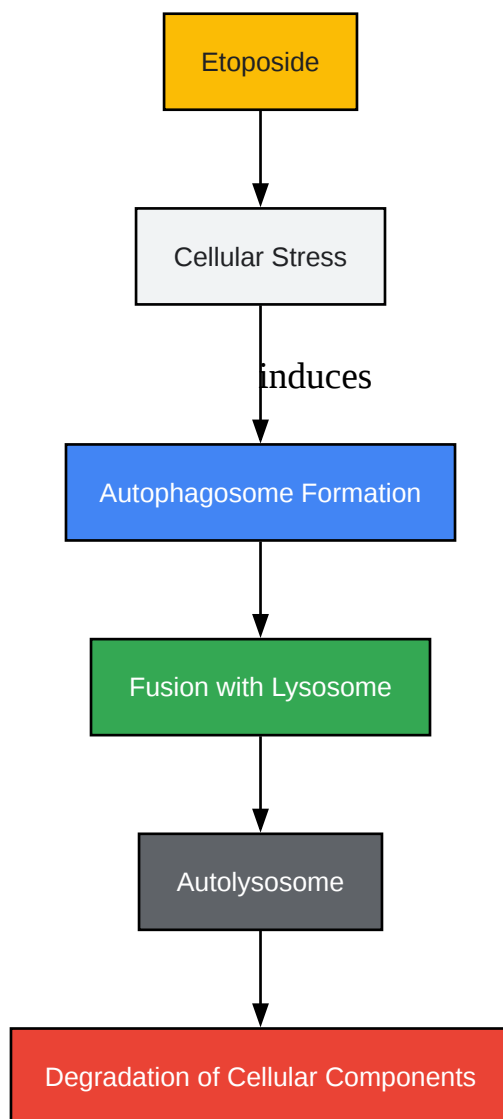 Etoposide
Cellular Stress
induces
Autophagosome Formation
Fusion with Lysosome
Autolysosome
Degradation of Cellular Components